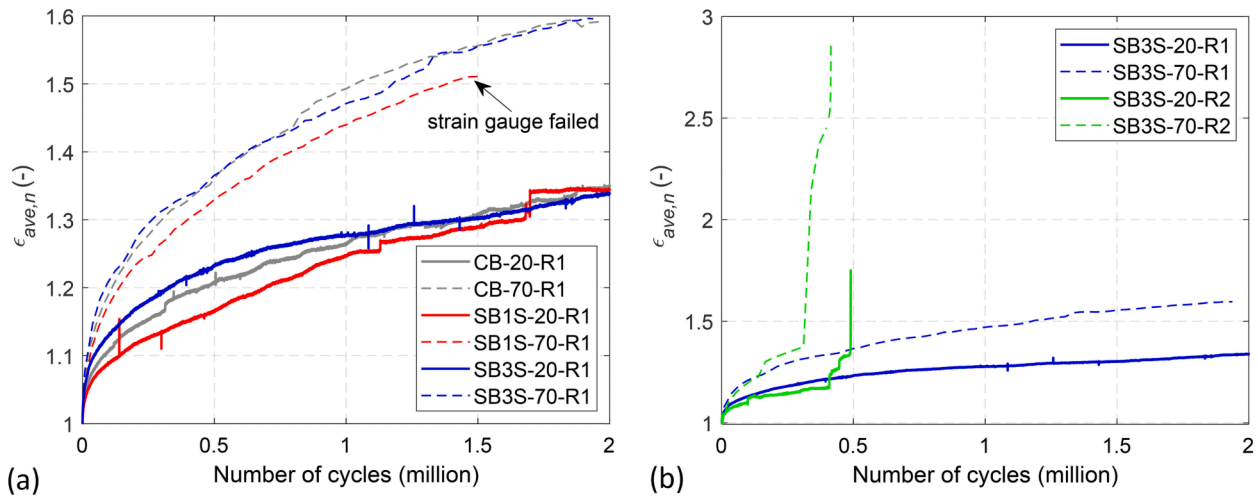 1.6
1.5
1.4
1.3
1.2
1.1
1
ϵave,n (-)
strain gauge failed
CB-20-R1
CB-70-R1
SB1S-20-R1
SB1S-70-R1
SB3S-20-R1
SB3S-70-R1
0 0.5 1 1.5 2
Number of cycles (million)
(a)
3
2.5
2
1.5
1
ϵave,n (-)
SB3S-20-R1
SB3S-70-R1
SB3S-20-R2
SB3S-70-R2
0 0.5 1 1.5 2
Number of cycles (million)
(b)